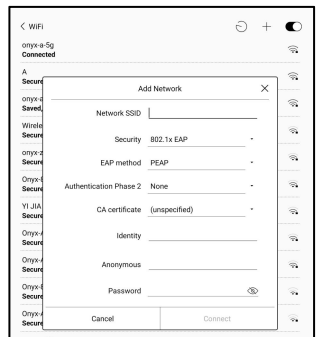 WiFi
onyx-a-5g
Connected
A
Secure
onyx-a
Saved,
Wirele
Secure
onyx-z
Secure
Onyx-E
Secure
YI JIA
Secure
Onyx-A
Secure
Onyx-A
Secure
Onyx-E
Secure
Onyx-A
Secure
Add Network
Network SSID
Security 802.1x EAP
EAP method PEAP
Authentication Phase 2 None
CA certificate (unspecified)
Identity
Anonymous
Password
Cancel Connect